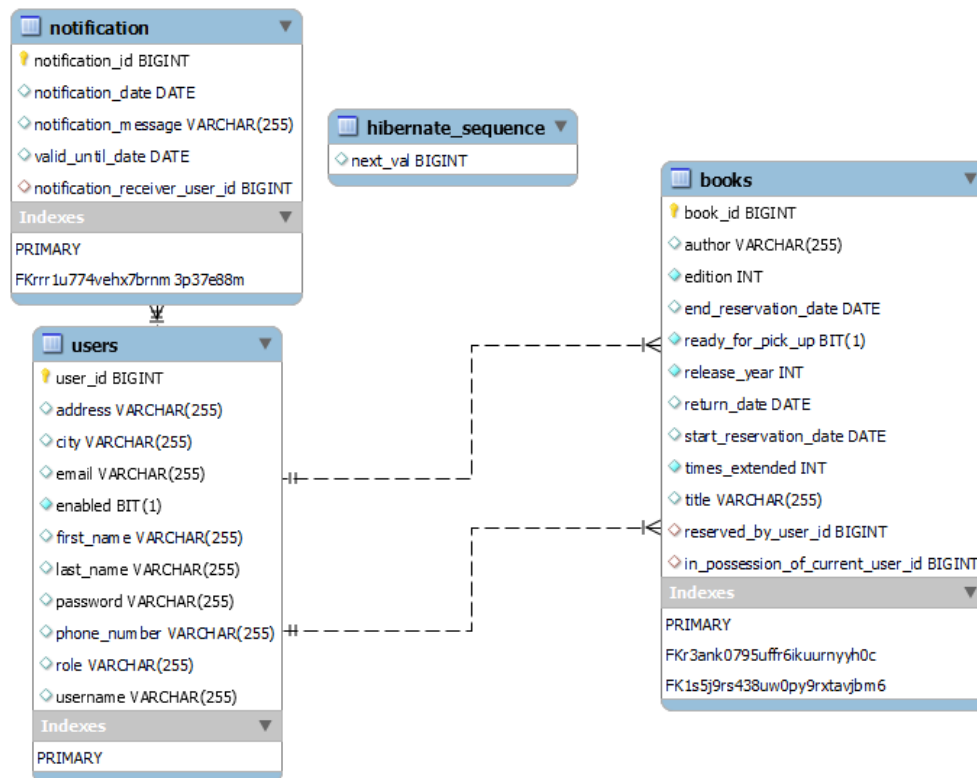 notification
notification_id BIGINT
notification_date DATE
notification_message VARCHAR(255)
valid_until_date DATE
notification_receiver_user_id BIGINT
Indexes
PRIMARY
FKrrr1u774vehx7brnm3p37e88m
hibernate_sequence
next_val BIGINT
users
user_id BIGINT
address VARCHAR(255)
city VARCHAR(255)
email VARCHAR(255)
enabled BIT(1)
first_name VARCHAR(255)
last_name VARCHAR(255)
password VARCHAR(255)
phone_number VARCHAR(255)
role VARCHAR(255)
username VARCHAR(255)
Indexes
PRIMARY
books
book_id BIGINT
author VARCHAR(255)
edition INT
end_reservation_date DATE
ready_for_pick_up BIT(1)
release_year INT
return_date DATE
start_reservation_date DATE
times_extended INT
title VARCHAR(255)
reserved_by_user_id BIGINT
in_possession_of_current_user_id BIGINT
Indexes
PRIMARY
FKr3ank0795uffr6ikuurnyyh0c
FK1s5j9rs438uw0py9rxtavjbm6